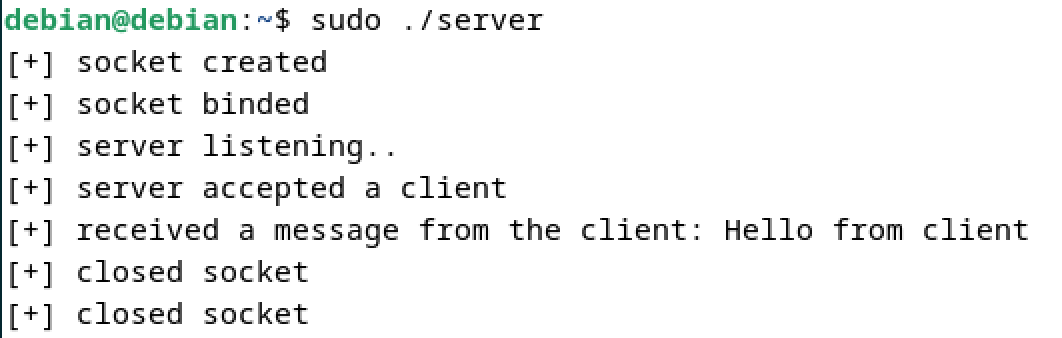 debian@debian:~$ sudo ./server
[+] socket created
[+] socket binded
[+] server listening..
[+] server accepted a client
[+] received a message from the client: Hello from client
[+] closed socket
[+] closed socket